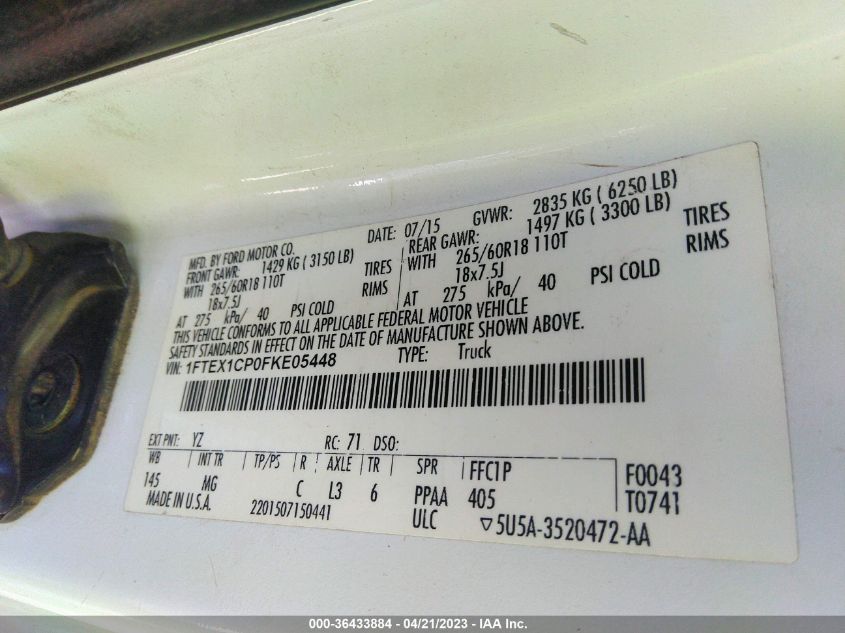 MFD. BY FORD MOTOR CO.
DATE: 07/15 GVWR: 2835 KG ( 6250 LB)
FRONT GAWR: 1429 KG ( 3150 LB) REAR GAWR: 1497 KG ( 3300 LB)
WITH 265/60R18 110T TIRES WITH 265/60R18 110T TIRES
18x7.5J RIMS 18x7.5J RIMS
AT 275 kPa/ 40 PSI COLD AT 275 kPa/ 40 PSI COLD
THIS VEHICLE CONFORMS TO ALL APPLICABLE FEDERAL MOTOR VEHICLE
SAFETY STANDARDS IN EFFECT ON THE DATE OF MANUFACTURE SHOWN ABOVE.
VIN: 1FTEX1CP0FKE05448 TYPE: Truck
EXT PNT: YZ RC: 71 DSO:
WB INT TR TP/PS R AXLE TR SPR FFC1P F0043
145 MG C L3 6 PPAA 405 T0741
MADE IN U.S.A. 2201507150441 ULC ▽5U5A-3520472-AA
000-36433884 / 04/21/2023 - IAA Inc.